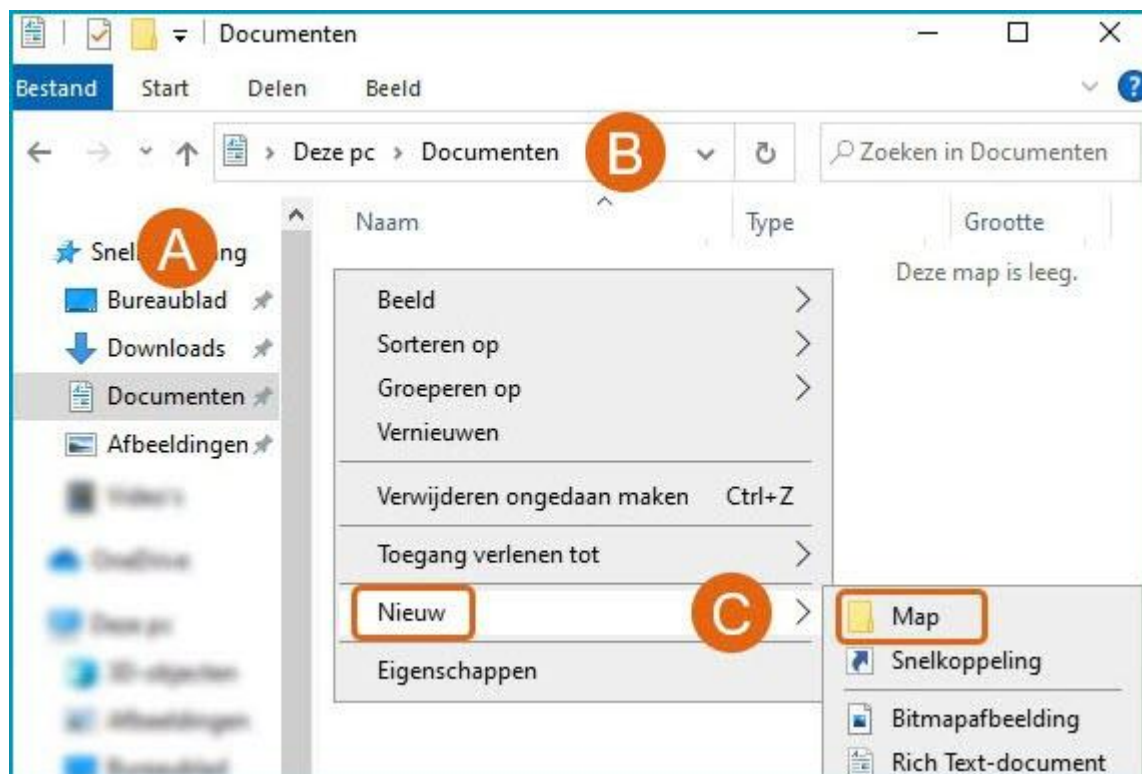 Documenten
Bestand Start Delen Beeld
Deze pc Documenten B Zoeken in Documenten
Naam Type Grootte
A
Snel ng
Deze map is leeg.
Bureaublad
Downloads
Documenten
Afbeeldingen
Beeld
Sorteren op
Groeperen op
Vernieuwen
Verwijderen ongedaan maken Ctrl+Z
Toegang verlenen tot
Nieuw C
Eigenschappen
Map
Snelkoppeling
Bitmapafbeelding
Rich Text-document